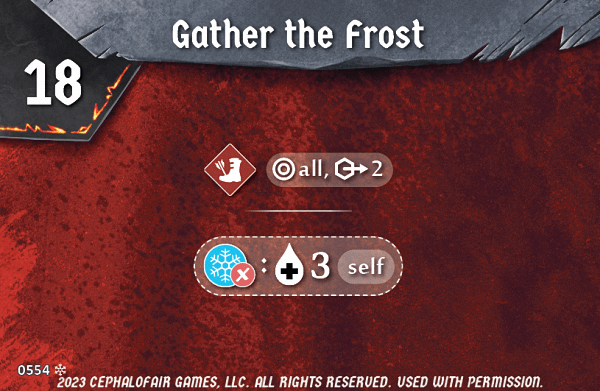 Gather the Frost
18
all, 2
: 3 self
0554
2023 CEPHALOFAIR GAMES, LLC. ALL RIGHTS RESERVED. USED WITH PERMISSION.